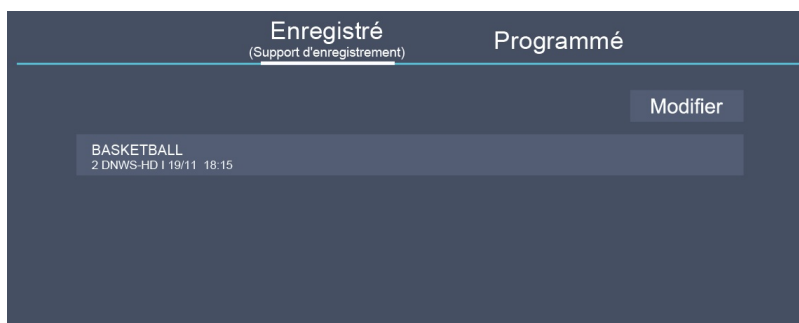 Enregistré
(Support d'enregistrement)
Programmé
Modifier
BASKETBALL
2 DNWS-HD I 19/11 18:15